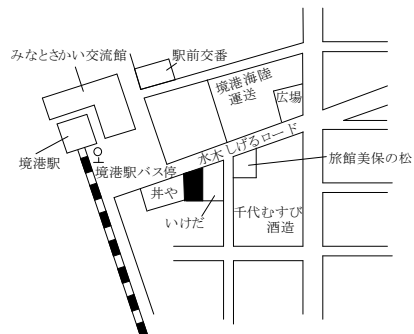 みなとさかい交流館
駅前交番
境港海陸
運送
広場
水木しげるロード
境港駅
境港駅バス停
旅館美保の松
丼や
いけだ
千代むすび
酒造